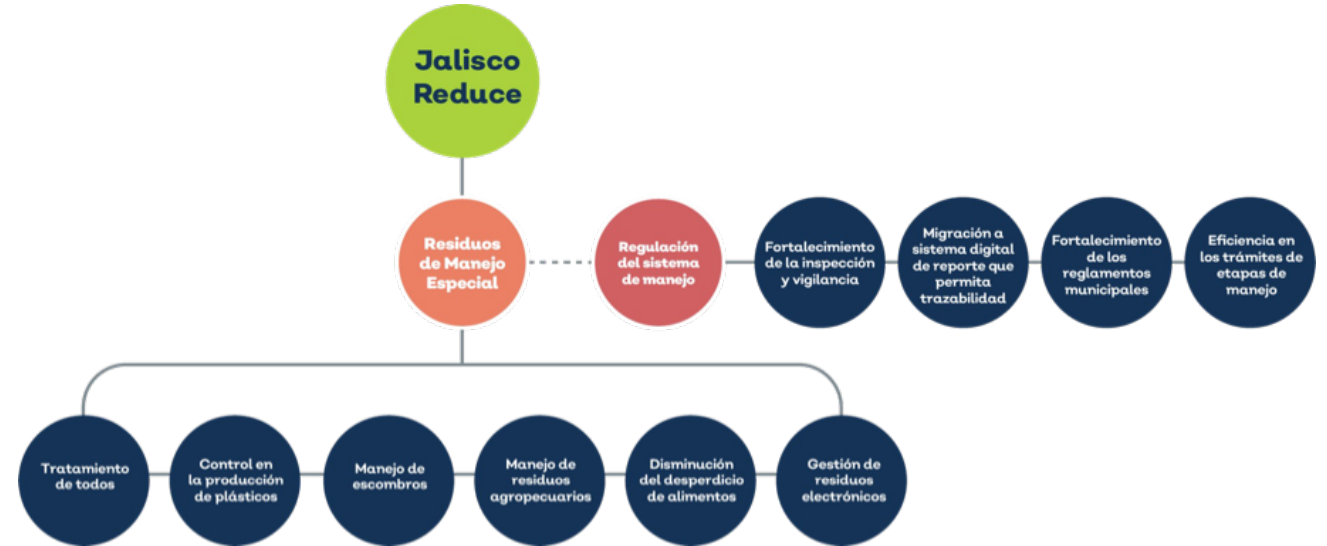 Jalisco
Reduce
Residuos
de Manejo
Especial
Regulación
del sistema
de manejo
Fortalecimiento
de la inspección
y vigilancia
Migración a
sistema digital
de reporte que
permita
trazabilidad
Fortalecimiento
de los
reglamentos
municipales
Eficiencia en
los trámites de
etapas de
manejo
Tratamiento
de todos
Control en
la producción
de plásticos
Manejo de
escombros
Manejo de
residuos
agropecuarios
Disminución
del desperdicio
de alimentos
Gestión de
residuos
electrónicos